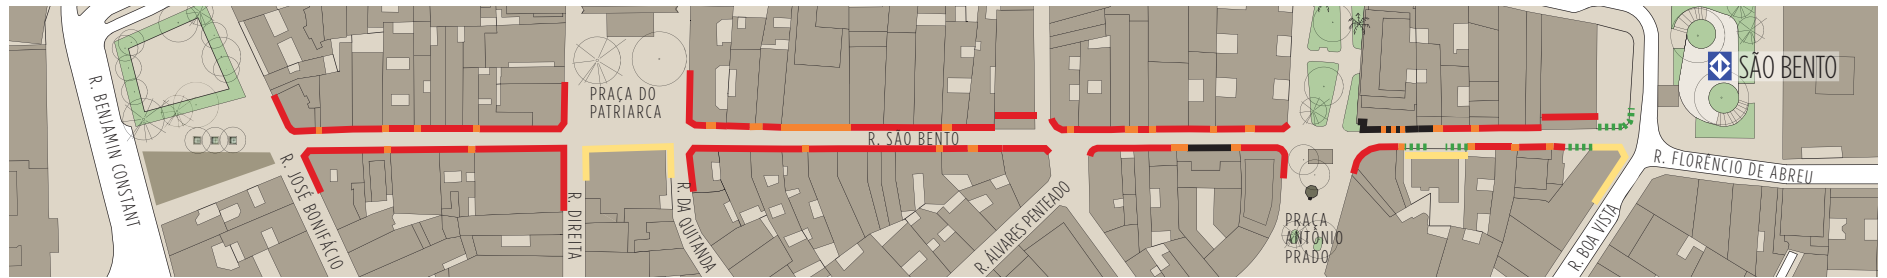 R. BENJAMIN CONSTANT
R. JOSÉ BONIFÁCIO
PRAÇA DO
PATRIARCA
R. DIREITA
R. DA QUITANDA
R. SÃO BENTO
R. ÁLVARES PENTEADO
PRAÇA
ANTÔNIO
PRADO
R. BOA VISTA
R. FLORÊNCIO DE ABREU
SÃO BENTO